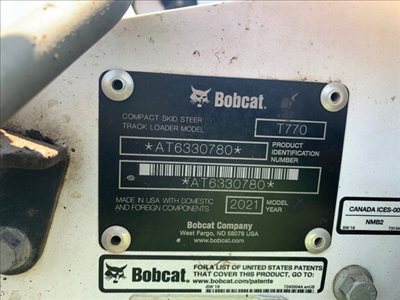 Bobcat.
COMPACT SKID STEER
TRACK LOADER MODEL
T770
*AT6330780*
PRODUCT
IDENTIFICATION
NUMBER
*AT6330780*
MADE IN USA WITH DOMESTIC
AND FOREIGN COMPONENTS
2021
MODEL
YEAR
Bobcat Company
West Fargo, ND 58078 USA
www.bobcat.com
CANADA ICES-00
NMB2
Bobcat
FOR A LIST OF UNITED STATES PATENTS
THAT COVER THIS PRODUCT, GO TO:
www.bobcat.com/patents